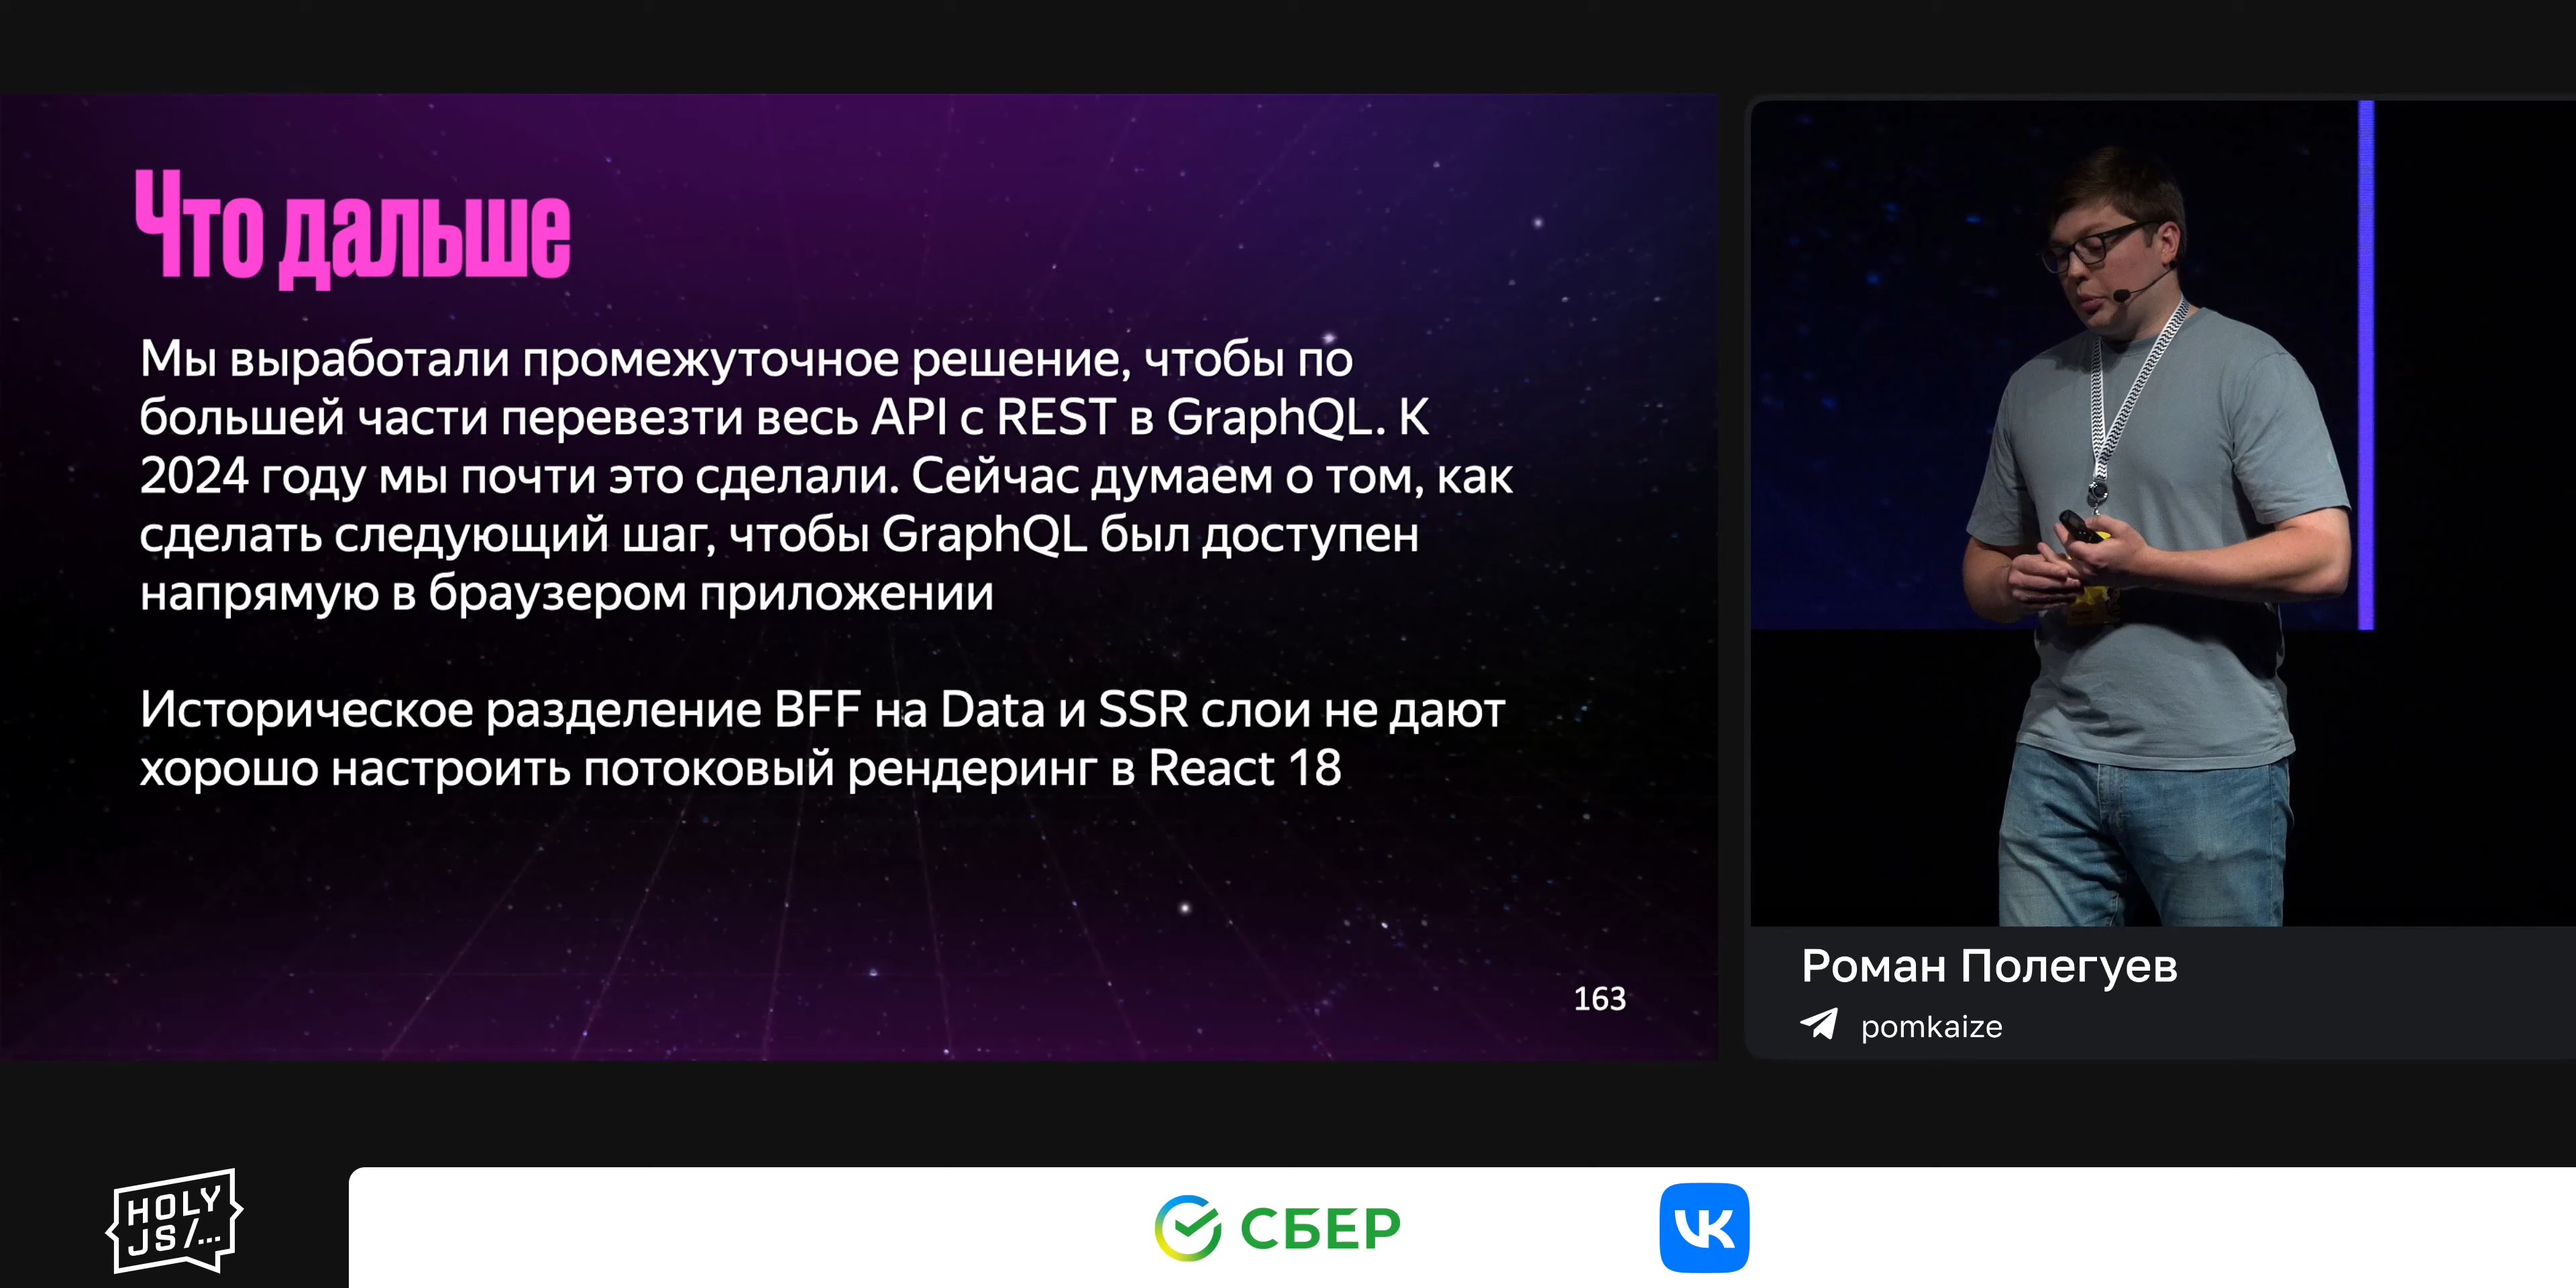 Что дальше
Мы выработали промежуточное решение, чтобы по
большей части перевезти весь API с REST в GraphQL. К
2024 году мы почти это сделали. Сейчас думаем о том, как
сделать следующий шаг, чтобы GraphQL был доступен
напрямую в браузером приложении
Историческое разделение BFF на Data и SSR слои не дают
хорошо настроить потоковый рендеринг в React 18
163
Роман Полегуев
pomkaize
HOLY
JS/...
СБЕР
VK